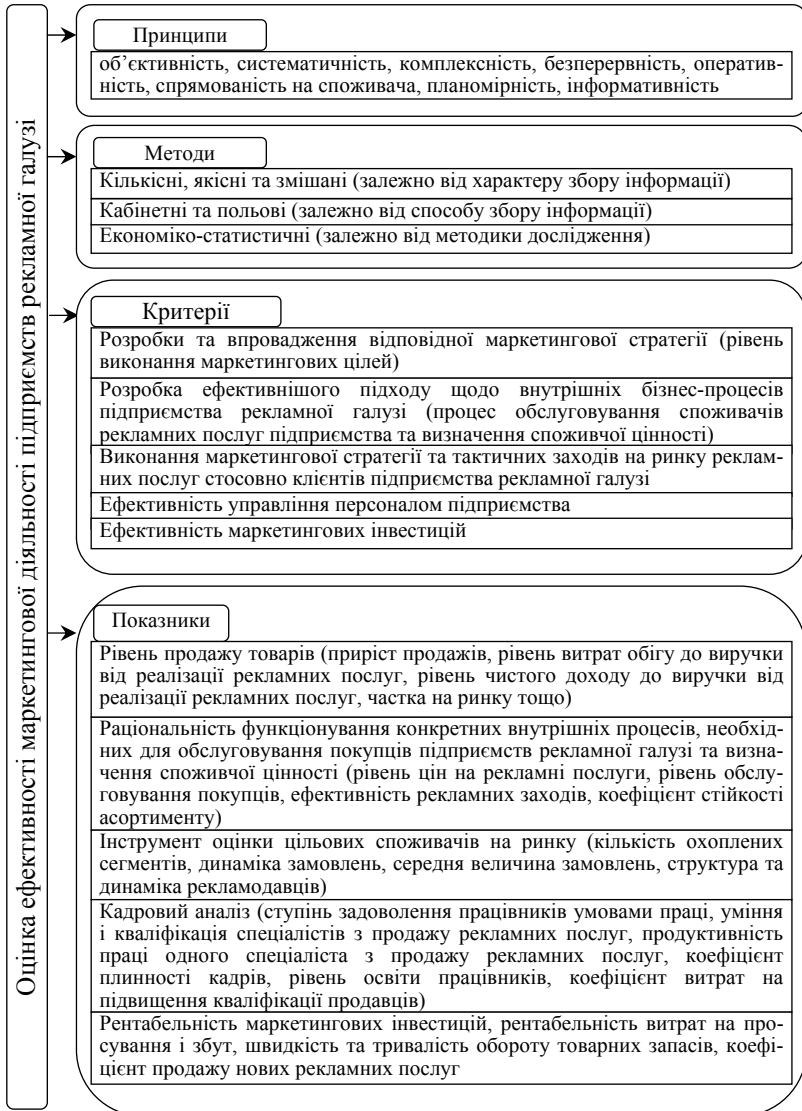 Оцінка ефективності маркетингової діяльності підприємств рекламної галузі
Принципи
об’єктивність, систематичність, комплексність, безперервність, оператив-
ність, спрямованість на споживача, планомірність, інформативність
Методи
Кількісні, якісні та змішані (залежно від характеру збору інформації)
Кабінетні та польові (залежно від способу збору інформації)
Економіко-статистичні (залежно від методики дослідження)
Критерії
Розробки та впровадження відповідної маркетингової стратегії (рівень
виконання маркетингових цілей)
Розробка ефективнішого підходу щодо внутрішніх бізнес-процесів
підприємства рекламної галузі (процес обслуговування споживачів
рекламних послуг підприємства та визначення споживчої цінності)
Виконання маркетингової стратегії та тактичних заходів на ринку реклам-
них послуг стосовно клієнтів підприємства рекламної галузі
Ефективність управління персоналом підприємства
Ефективність маркетингових інвестицій
Показники
Рівень продажу товарів (приріст продажів, рівень витрат обігу до виручки
від реалізації рекламних послуг, рівень чистого доходу до виручки від
реалізації рекламних послуг, частка на ринку тощо)
Раціональність функціонування конкретних внутрішніх процесів, необхід-
них для обслуговування покупців підприємств рекламної галузі та визна-
чення споживчої цінності (рівень цін на рекламні послуги, рівень обслу-
говування покупців, ефективність рекламних заходів, коефіцієнт стійкості
асортименту)
Інструмент оцінки цільових споживачів на ринку (кількість охоплених
сегментів, динаміка замовлень, середня величина замовлень, структура та
динаміка рекламодавців)
Кадровий аналіз (ступінь задоволення працівників умовами праці, уміння
і кваліфікація спеціалістів з продажу рекламних послуг, продуктивність
праці одного спеціаліста з продажу рекламних послуг, коефіцієнт
плинності кадрів, рівень освіти працівників, коефіцієнт витрат на
підвищення кваліфікації продавців)
Рентабельність маркетингових інвестицій, рентабельність витрат на про-
сування і збут, швидкість та тривалість обороту товарних запасів, коефі-
цієнт продажу нових рекламних послуг